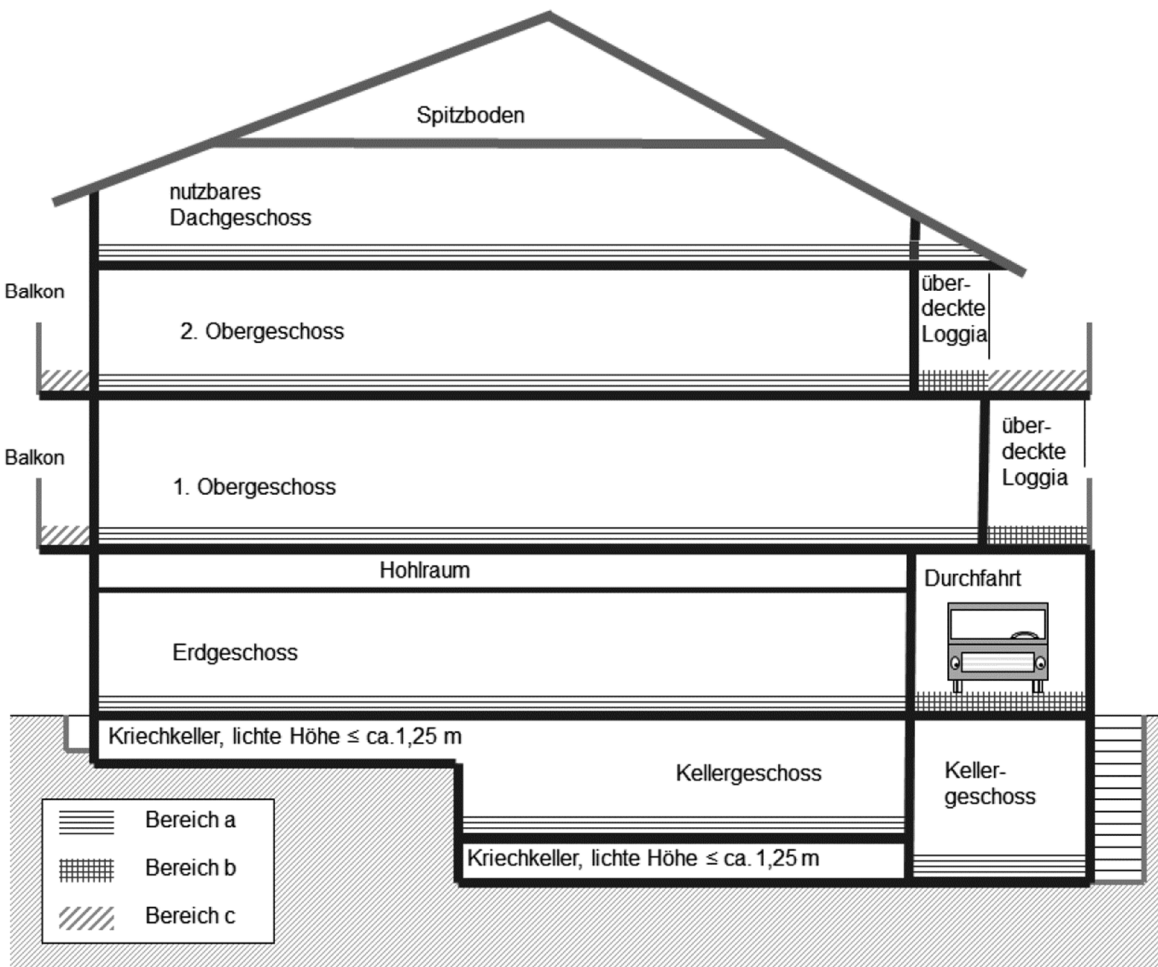 Spitzboden
nutzbares
Dachgeschoss
Balkon
2. Obergeschoss
über-
deckte
Loggia
Balkon
1. Obergeschoss
über-
deckte
Loggia
Hohlraum
Durchfahrt
Erdgeschoss
Kriechkeller, lichte Höhe ≤ ca.1,25 m
Kellergeschoss
Keller-
geschoss
Kriechkeller, lichte Höhe ≤ ca. 1,25 m
Bereich a
Bereich b
Bereich c